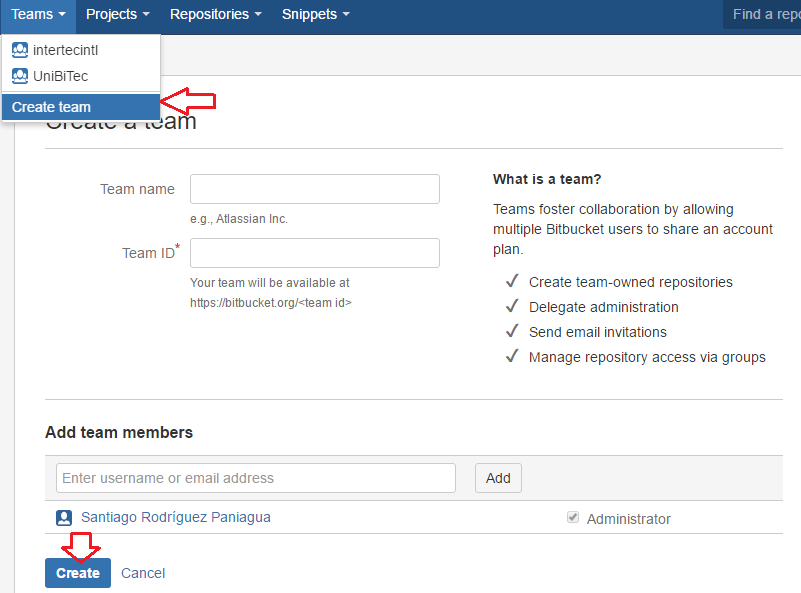 Teams Projects Repositories Snippets Find a repo
intertecintl
UniBiTec
Create team
Create a team
Team name
e.g., Atlassian Inc.
Team ID*
Your team will be available at
https://bitbucket.org/<team id>
What is a team?
Teams foster collaboration by allowing
multiple Bitbucket users to share an account
plan.
✓ Create team-owned repositories
✓ Delegate administration
✓ Send email invitations
✓ Manage repository access via groups
Add team members
Enter username or email address Add
Santiago Rodríguez Paniagua Administrator
Create Cancel